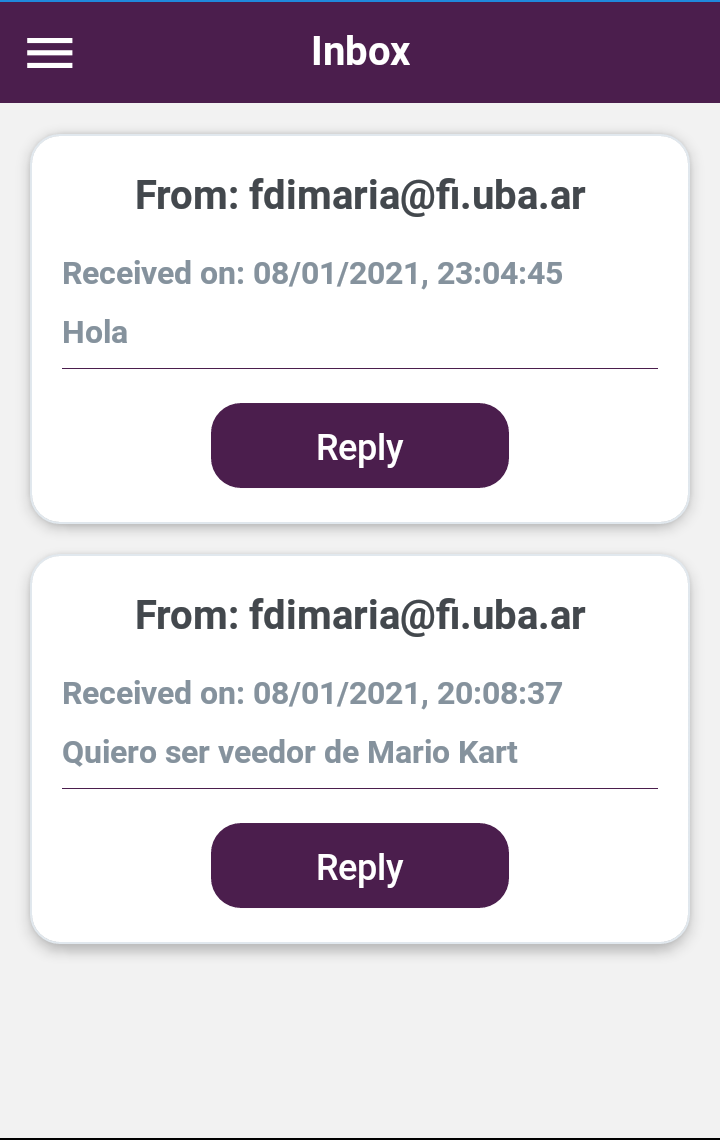 Inbox
From: fdimaria@fi.uba.ar
Received on: 08/01/2021, 23:04:45
Hola
Reply
From: fdimaria@fi.uba.ar
Received on: 08/01/2021, 20:08:37
Quiero ser veedor de Mario Kart
Reply